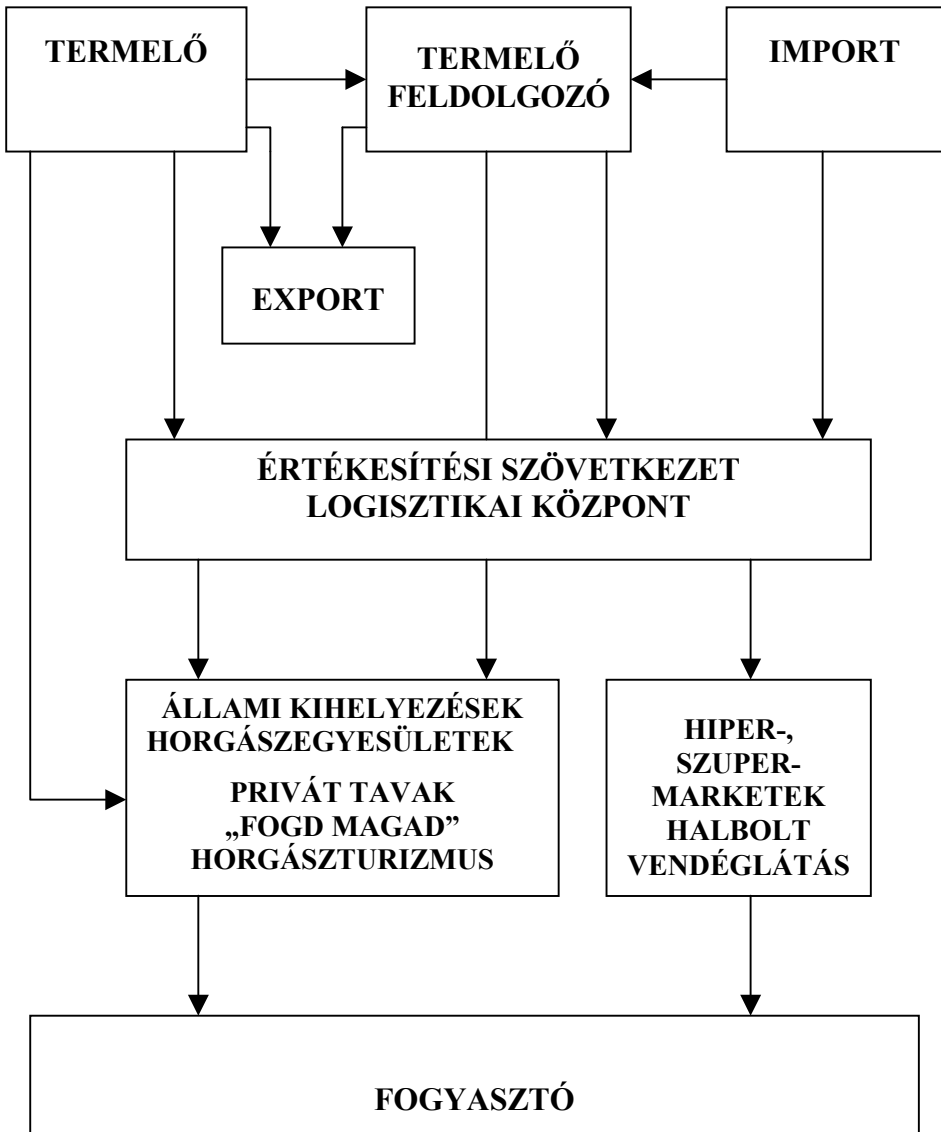 TERMELŐ
TERMELŐ
FELDOLGOZÓ
IMPORT
EXPORT
ÉRTÉKESÍTÉSI SZÖVETKEZET
LOGISZTIKAI KÖZPONT
ÁLLAMI KIHELYEZÉSEK
HORGÁSZEGYESÜLETEK
PRIVÁT TAVAK
„FOGD MAGAD”
HORGÁSZTURIZMUS
HIPER-,
SZUPER-
MARKETEK
HALBOLT
VENDÉGLÁTÁS
FOGYASZTÓ